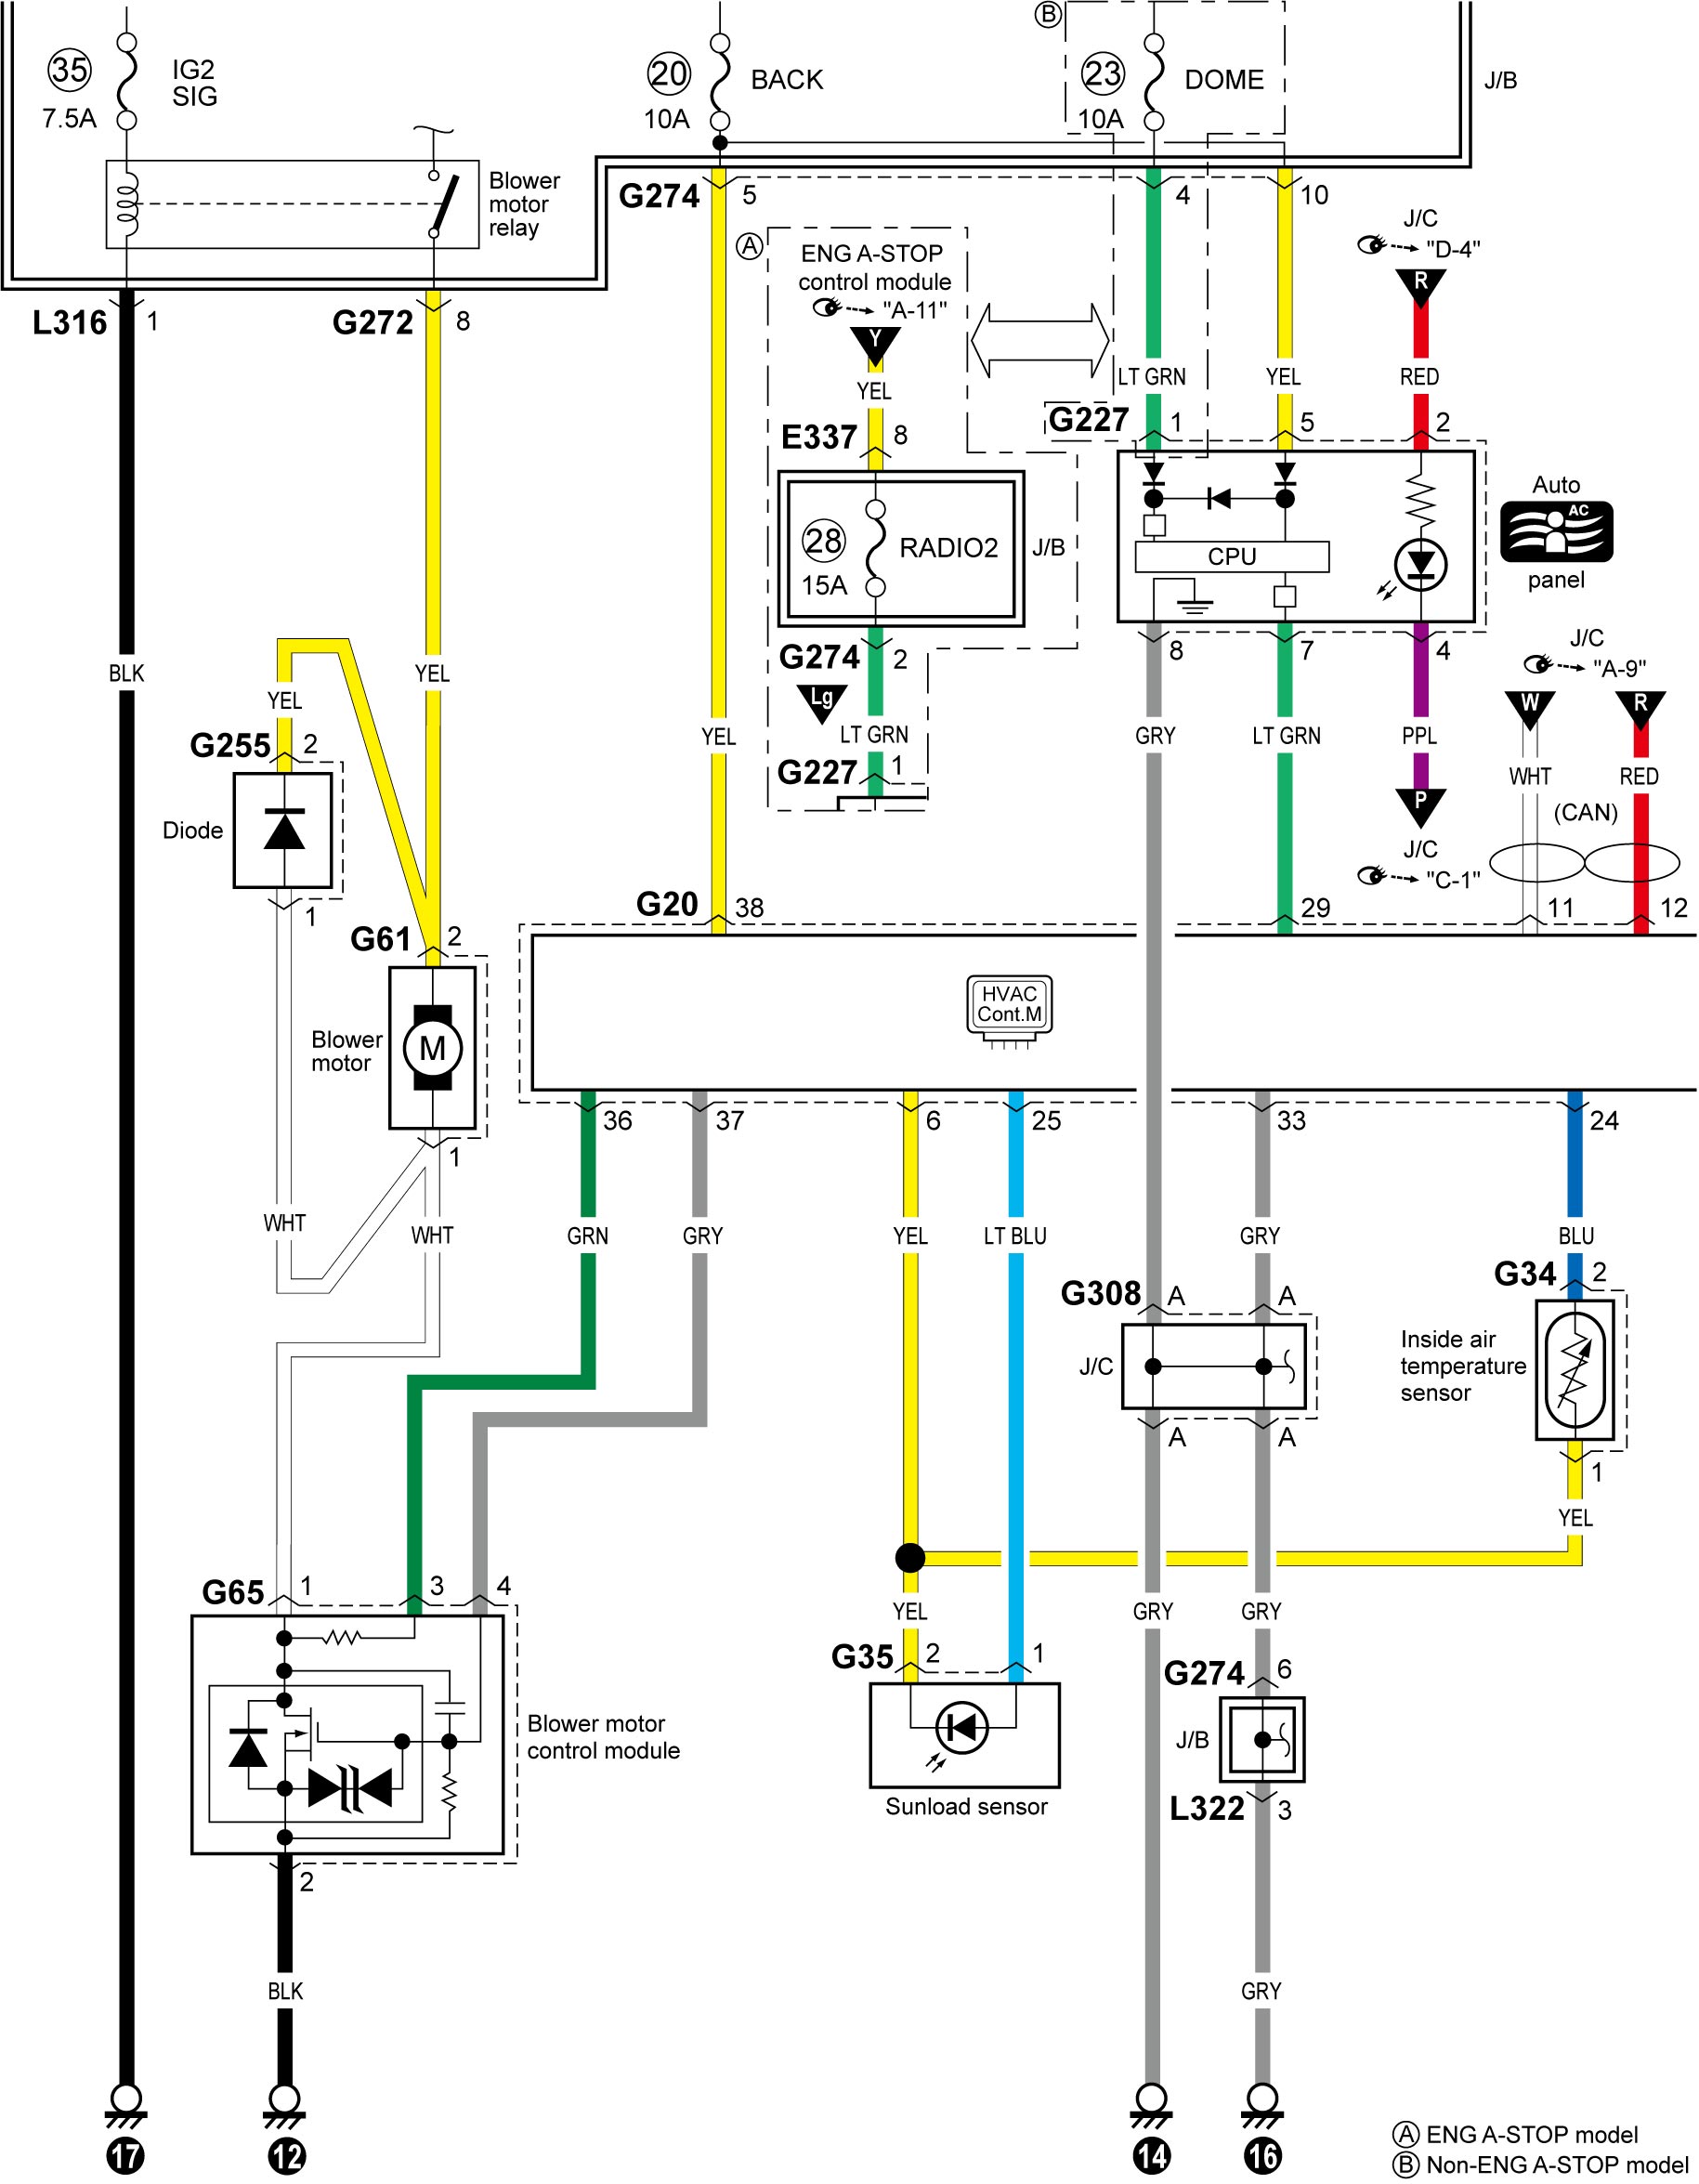 35
IG2
SIG
7.5A
20
BACK
10A
B
23
DOME
10A
J/B
Blower
motor
relay
G274
5
4
10
L316
1
G272
8
A
ENG A-STOP
control module
"A-11"
Y
YEL
E337
8
28
RADIO2
15A
J/B
G274
2
Lg
LT GRN
G227
1
J/C
"D-4"
R
LT GRN
YEL
RED
G227
1
5
2
CPU
Auto
AC
panel
8
7
4
J/C
"A-9"
W
R
BLK
YEL
YEL
YEL
GRY
LT GRN
PPL
WHT
RED
P
(CAN)
J/C
"C-1"
G255
2
Diode
1
G61
2
G20
38
29
11
12
Blower
motor
M
HVAC
Cont.M
1
36
37
6
25
33
24
WHT
WHT
GRN
GRY
YEL
LT BLU
GRY
BLU
G308
A
A
J/C
A
A
G34
2
Inside air
temperature
sensor
1
YEL
G65
1
3
4
YEL
GRY
GRY
G35
2
1
G274
6
Blower motor
control module
J/B
Sunload sensor
L322
3
2
BLK
GRY
17
12
14
16
A ENG A-STOP model
B Non-ENG A-STOP model